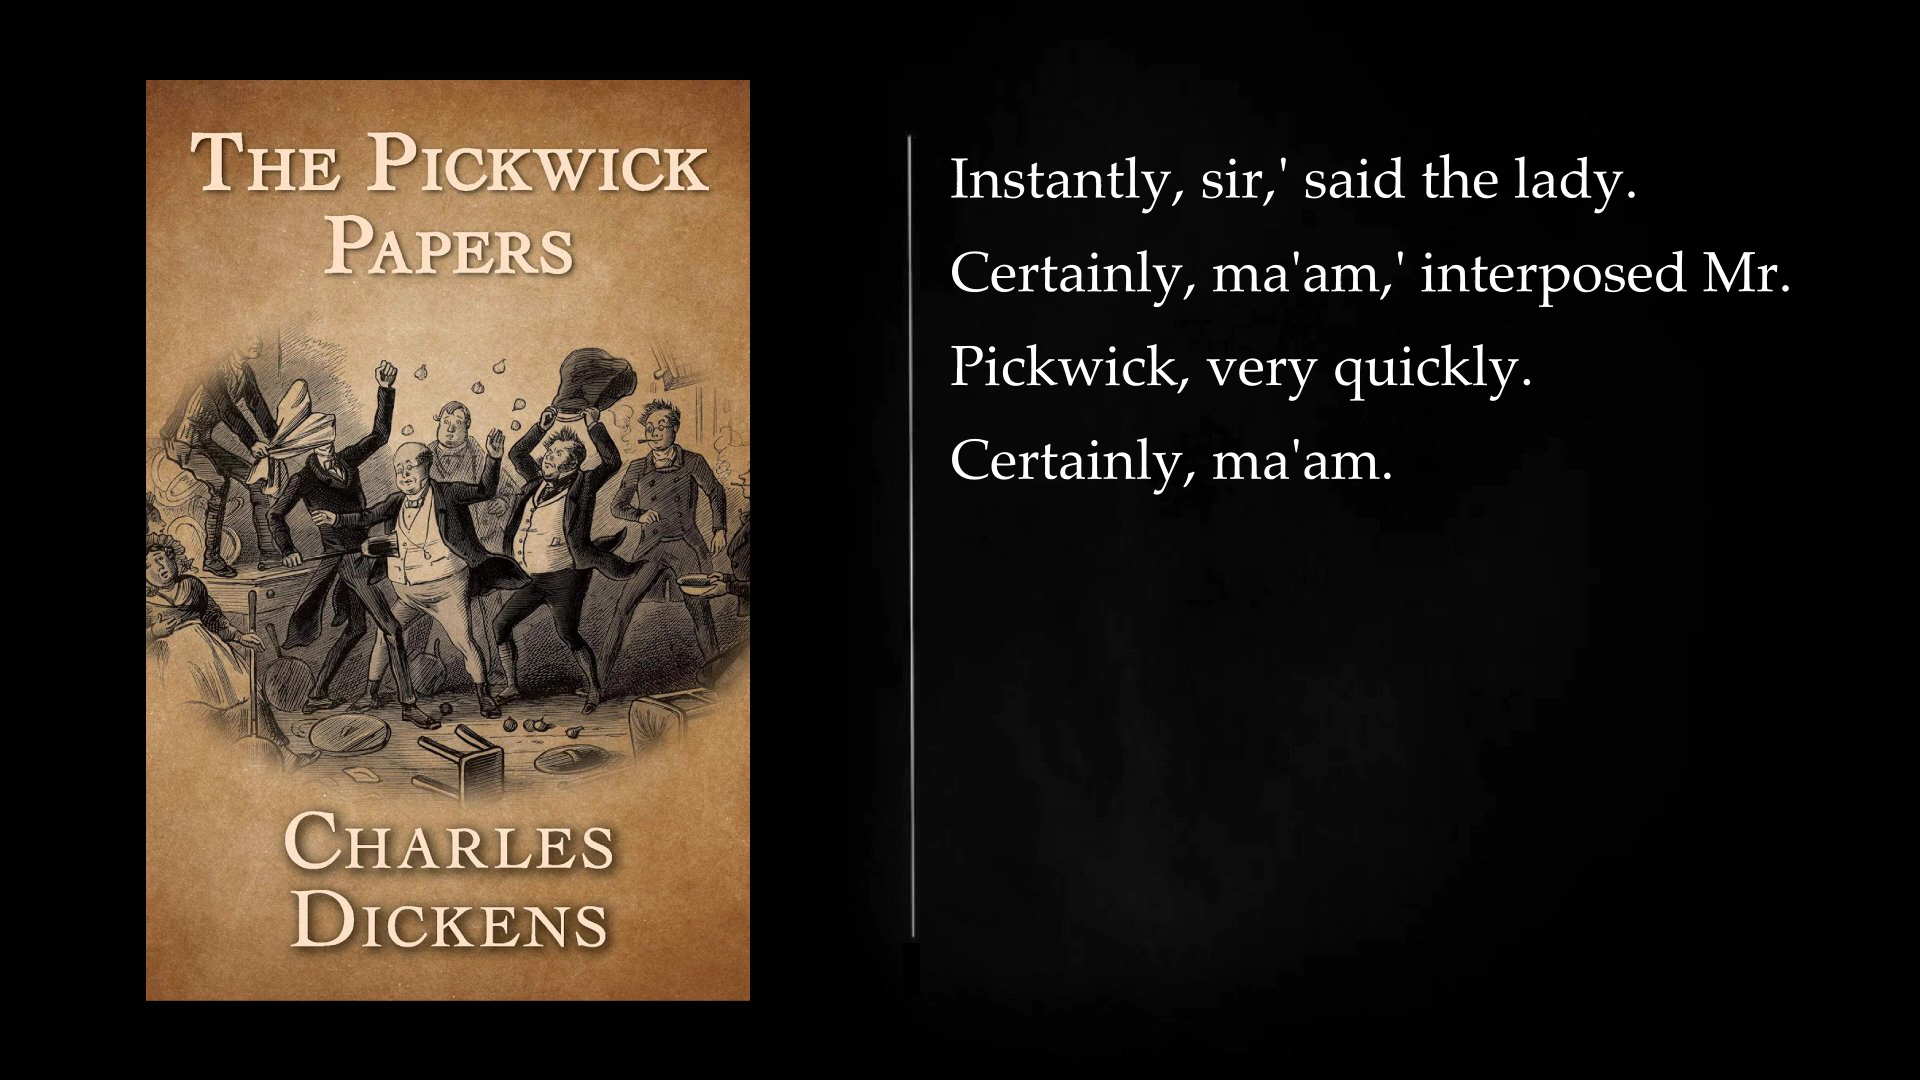 THE PICKWICK
PAPERS
CHARLES
DICKENS
Instantly, sir,' said the lady.
Certainly, ma'am,' interposed Mr.
Pickwick, very quickly.
Certainly, ma'am.